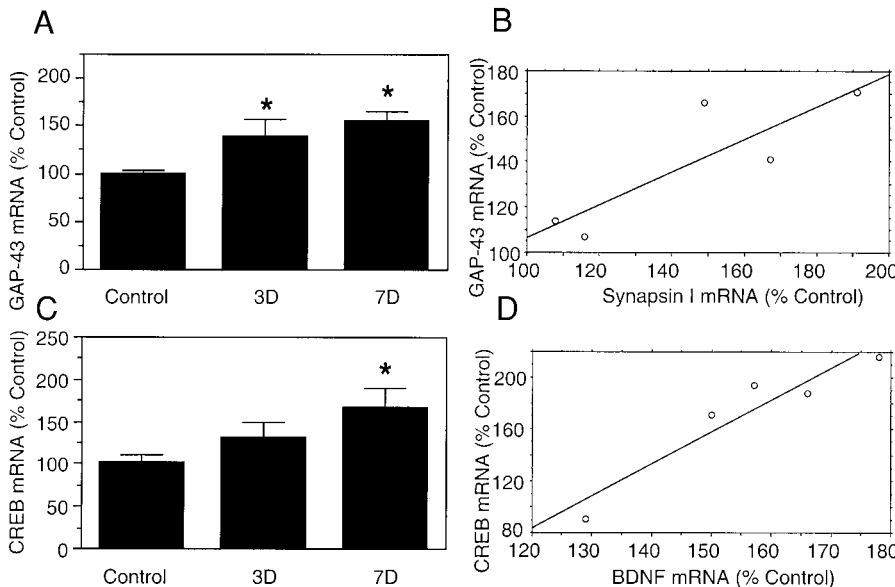 A
GAP-43 mRNA (% Control)
200
150
100
50
0
*
*
Control 3D 7D
B
GAP-43 mRNA (% Control)
180
160
140
120
100
100 120 140 160 180 200
Synapsin I mRNA (% Control)
C
CREB mRNA (% Control)
250
200
150
100
50
0
*
Control 3D 7D
D
CREB mRNA (% Control)
200
160
120
80
120 130 140 150 160 170 180
BDNF mRNA (% Control)